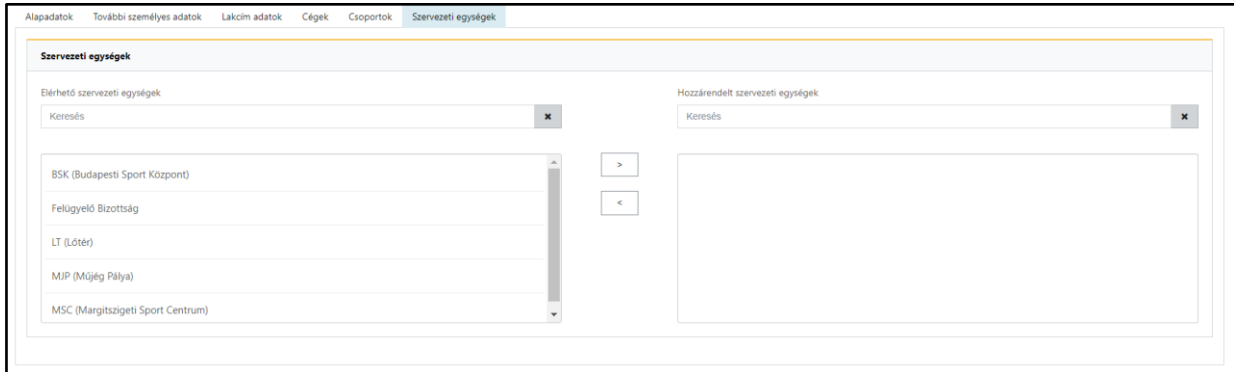 Alapadatok További személyes adatok Lakcím adatok Cégek Csoportok Szervezeti egységek
Szervezeti egységek
Elérhető szervezeti egységek
Keresés
BSK (Budapesti Sport Központ)
Felügyelő Bizottság
LT (Lőtér)
MJP (Műjég Pálya)
MSC (Margitszigeti Sport Centrum)
>
<
Hozzárendelt szervezeti egységek
Keresés